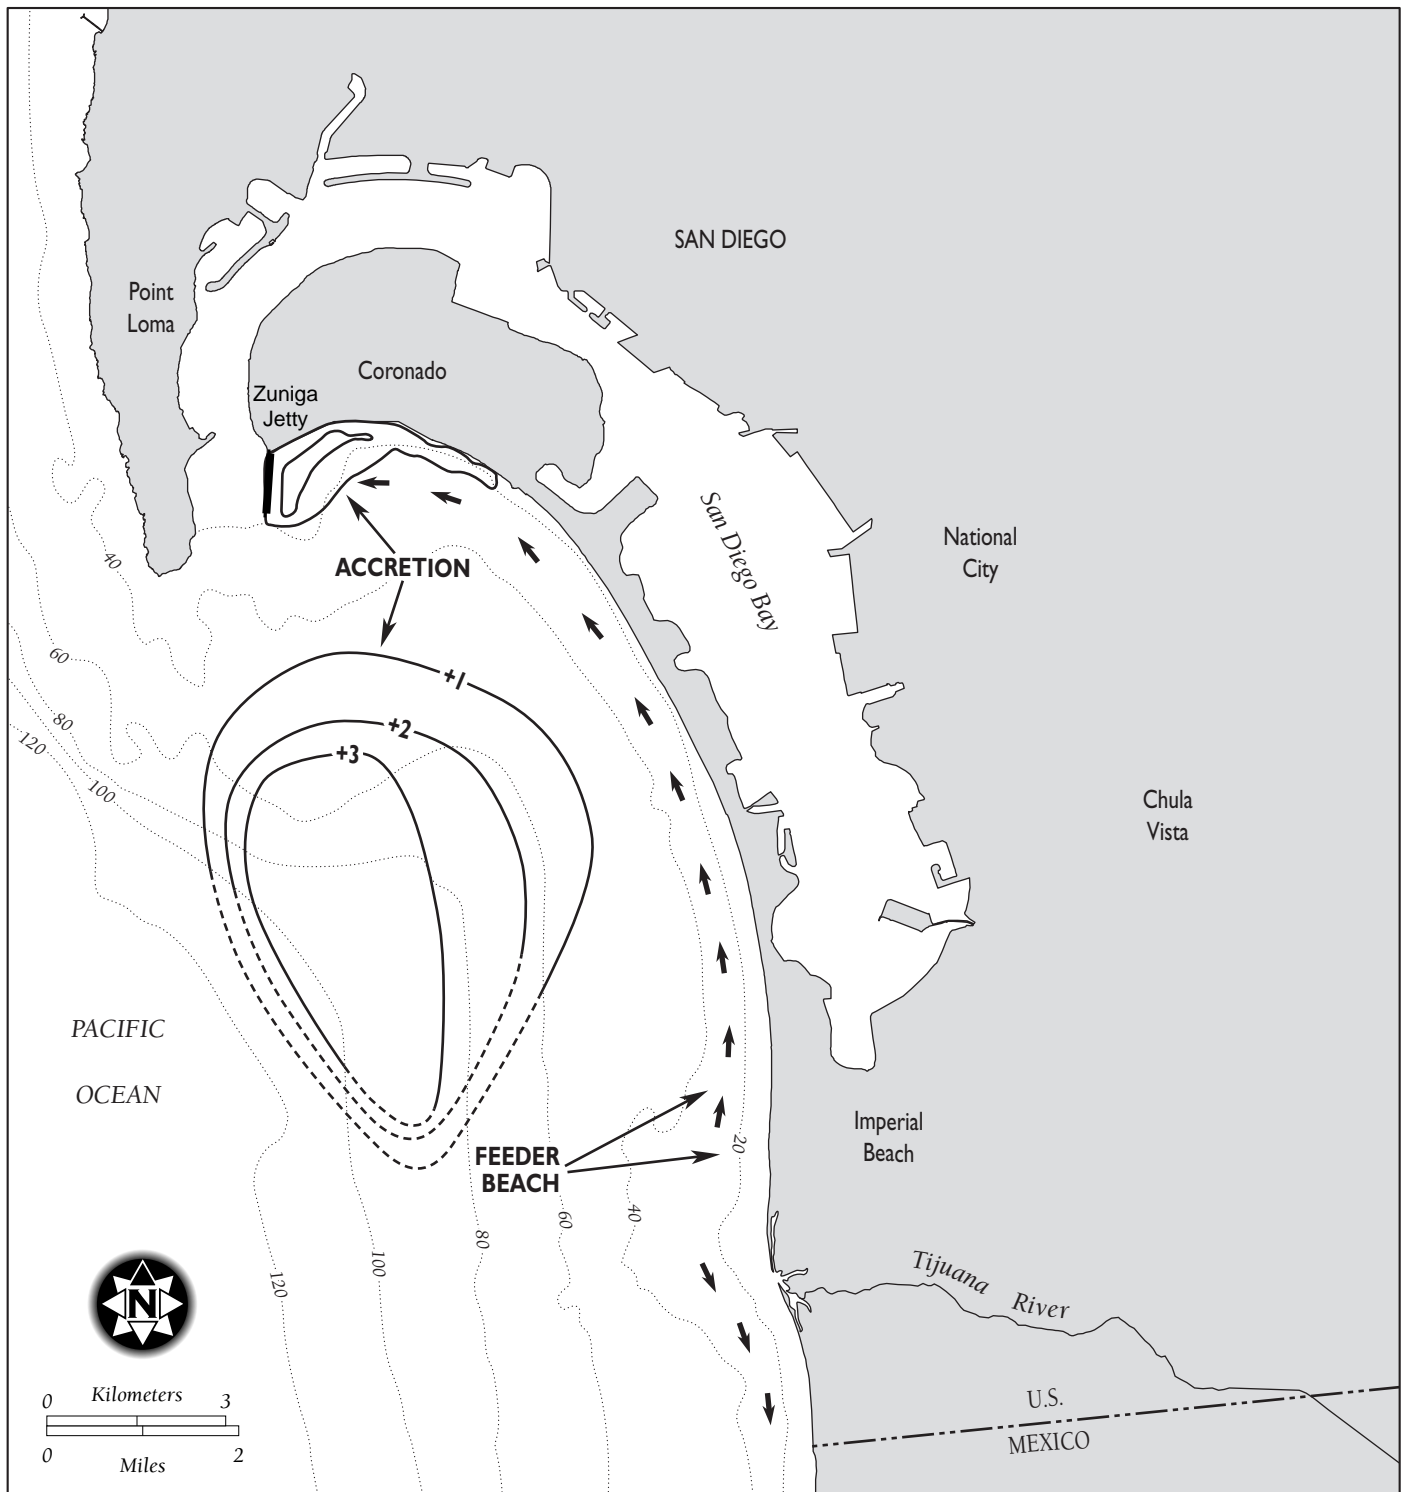 SAN DIEGO
Point
Loma
Coronado
Zuniga
Jetty
San Diego Bay
National
City
40
ACCRETION
60
+1
80
+2
120
+3
100
Chula
Vista
PACIFIC
OCEAN
Imperial
Beach
20
FEEDER
BEACH
60
40
80
100
120
Tijuana River
N
0 Kilometers 3
0 Miles 2
U.S.
MEXICO